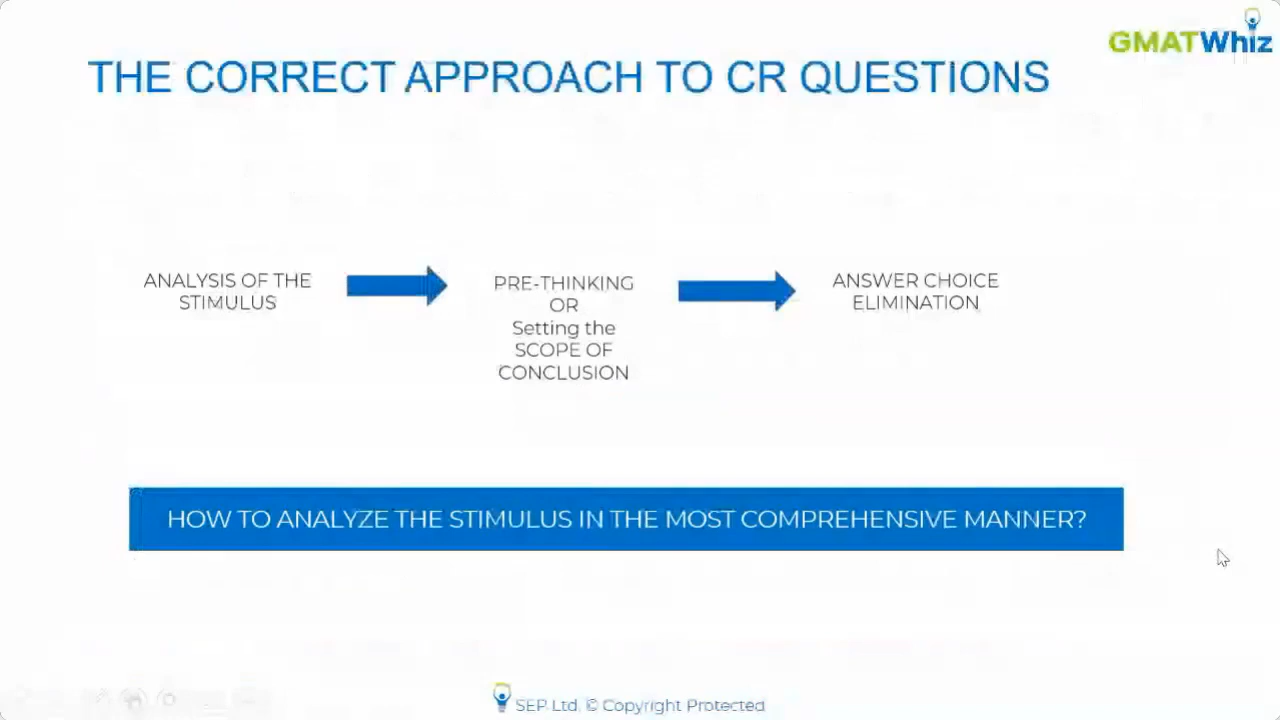 GMATWhiz
THE CORRECT APPROACH TO CR QUESTIONS
ANALYSIS OF THE
STIMULUS
PRE-THINKING
OR
Setting the
SCOPE OF
CONCLUSION
ANSWER CHOICE
ELIMINATION
HOW TO ANALYZE THE STIMULUS IN THE MOST COMPREHENSIVE MANNER?
SEP Ltd. © Copyright Protected